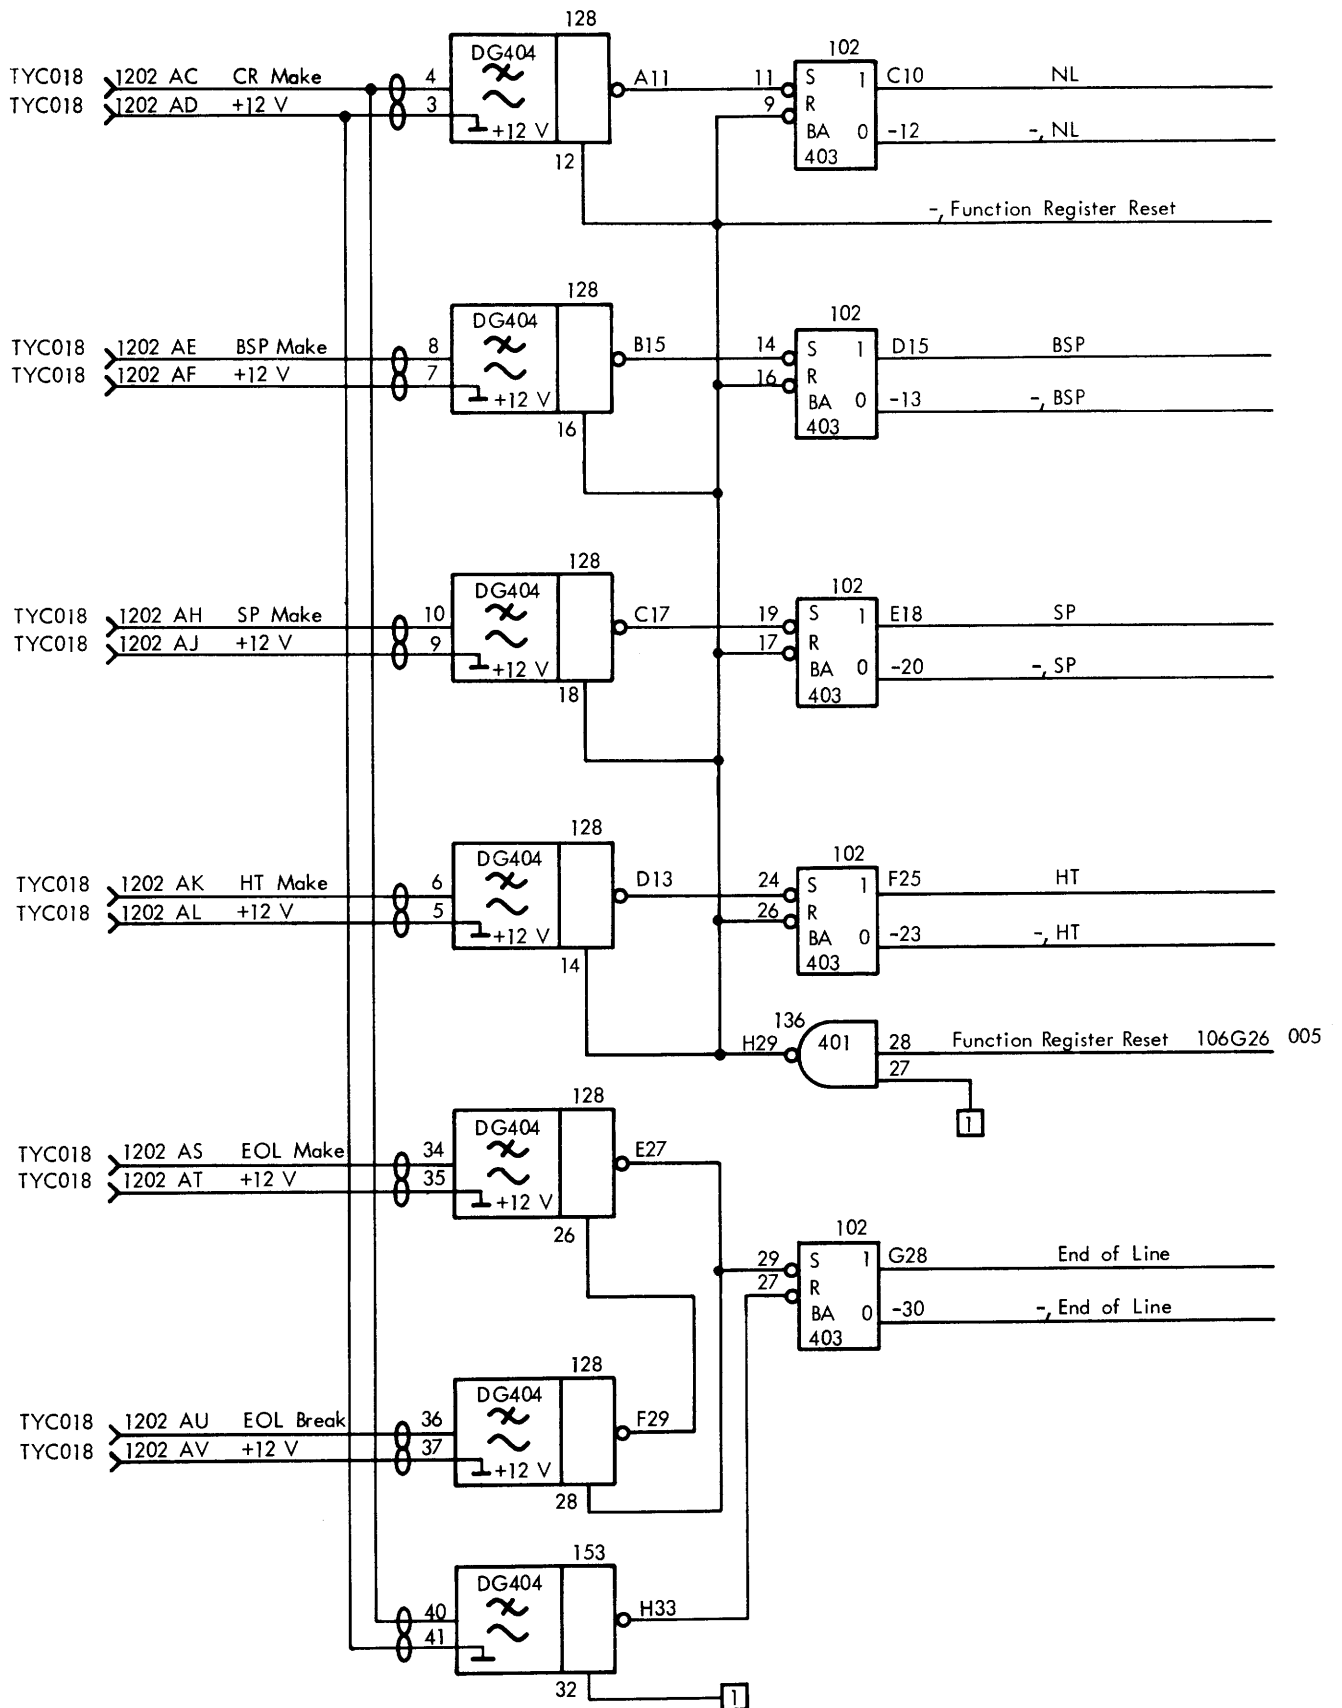 128
DG404
102
TYC018 1202 AC CR Make 4 A11 11 S 1 C10 NL
TYC018 1202 AD +12 V 3 9 R
+12 V BA 0 -12 -, NL
12 403
-, Function Register Reset
128
DG404 102
TYC018 1202 AE BSP Make 8 B15 14 S 1 D15 BSP
TYC018 1202 AF +12 V 7 16 R
+12 V BA 0 -13 -, BSP
16 403
128
DG404 102
TYC018 1202 AH SP Make 10 C17 19 S 1 E18 SP
TYC018 1202 AJ +12 V 9 17 R
+12 V BA 0 -20 -, SP
18 403
128
DG404 102
TYC018 1202 AK HT Make 6 D13 24 S 1 F25 HT
TYC018 1202 AL +12 V 5 26 R
+12 V BA 0 -23 -, HT
14 403
136
H29 401 28 Function Register Reset 106G26 005
27
1
128
DG404
TYC018 1202 AS EOL Make 34 E27
TYC018 1202 AT +12 V 35
+12 V
26 102
29 S 1 G28 End of Line
27 R
BA 0 -30 -, End of Line
403
128
DG404
TYC018 1202 AU EOL Break 36 F29
TYC018 1202 AV +12 V 37
+12 V
28
153
DG404
40 H33
41
32 1